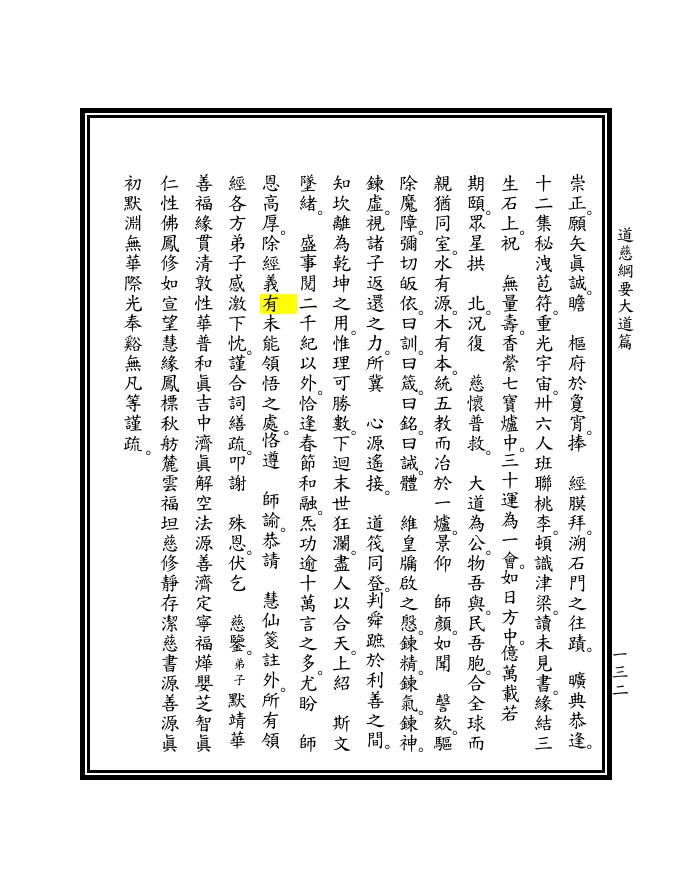 道慈綱要大道篇
一三二
崇正。願矢眞誠。瞻　樞府於敻宵。捧　經膜拜。溯石門之往蹟。　曠典恭逢。
十二集秘洩苞符。重光宇宙。卅六人班聯桃李。頓識津梁。讀未見書。緣結三
生石上。祝　無量壽。香縈七寶爐中。三十運為一會。如日方中。億萬載若
期頤。眾星拱　北。況復　慈懷普救。　大道為公。物吾與。民吾胞。合全球而
親猶同室。水有源。木有本。統五教而冶於一爐。景仰　師顏。如聞　謦欬。驅
除魔障。彌切皈依。曰訓。曰箴。曰銘。曰誡。體　維皇牖啟之慇。鍊精。鍊氣。鍊神。
鍊虛。視諸子返還之力。所冀　心源遙接。　道筏同登。判舜蹠於利善之間。
知坎離為乾坤之用。惟理可勝數。下迴末世狂瀾。盡人以合天。上紹　斯文
墜緒。　盛事閱二千紀以外。恰逢春節和融。炁功逾十萬言之多。尤盼　師
恩高厚。除經義有未能領悟之處。恪遵　師諭。恭請　慧仙箋註外。所有領
經各方弟子感激下忱。謹合詞繕疏。叩謝　殊恩。伏乞　慈鑒。弟子默靖華
善福緣貫清敦性華普和眞吉中濟眞解空法源善濟定寧福燁嬰芝智眞
仁性佛鳳修如宣望慧緣鳳標秋舫麓雲福坦慈修靜存潔慈書源善源眞
初默淵無華際光奉谿無凡等謹疏。